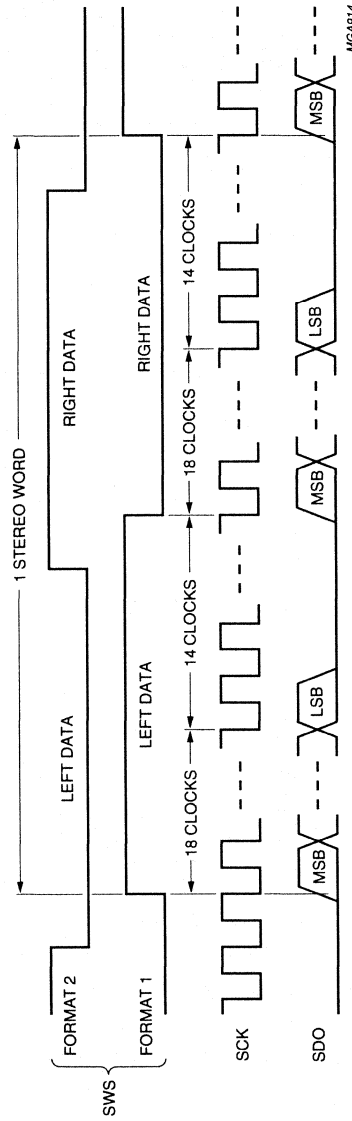 1 STEREO WORD
SWS
FORMAT 2
LEFT DATA
RIGHT DATA
FORMAT 1
LEFT DATA
RIGHT DATA
18 CLOCKS
14 CLOCKS
18 CLOCKS
14 CLOCKS
SCK
SDO
MSB
LSB
MSB
LSB
MSB
MGA814